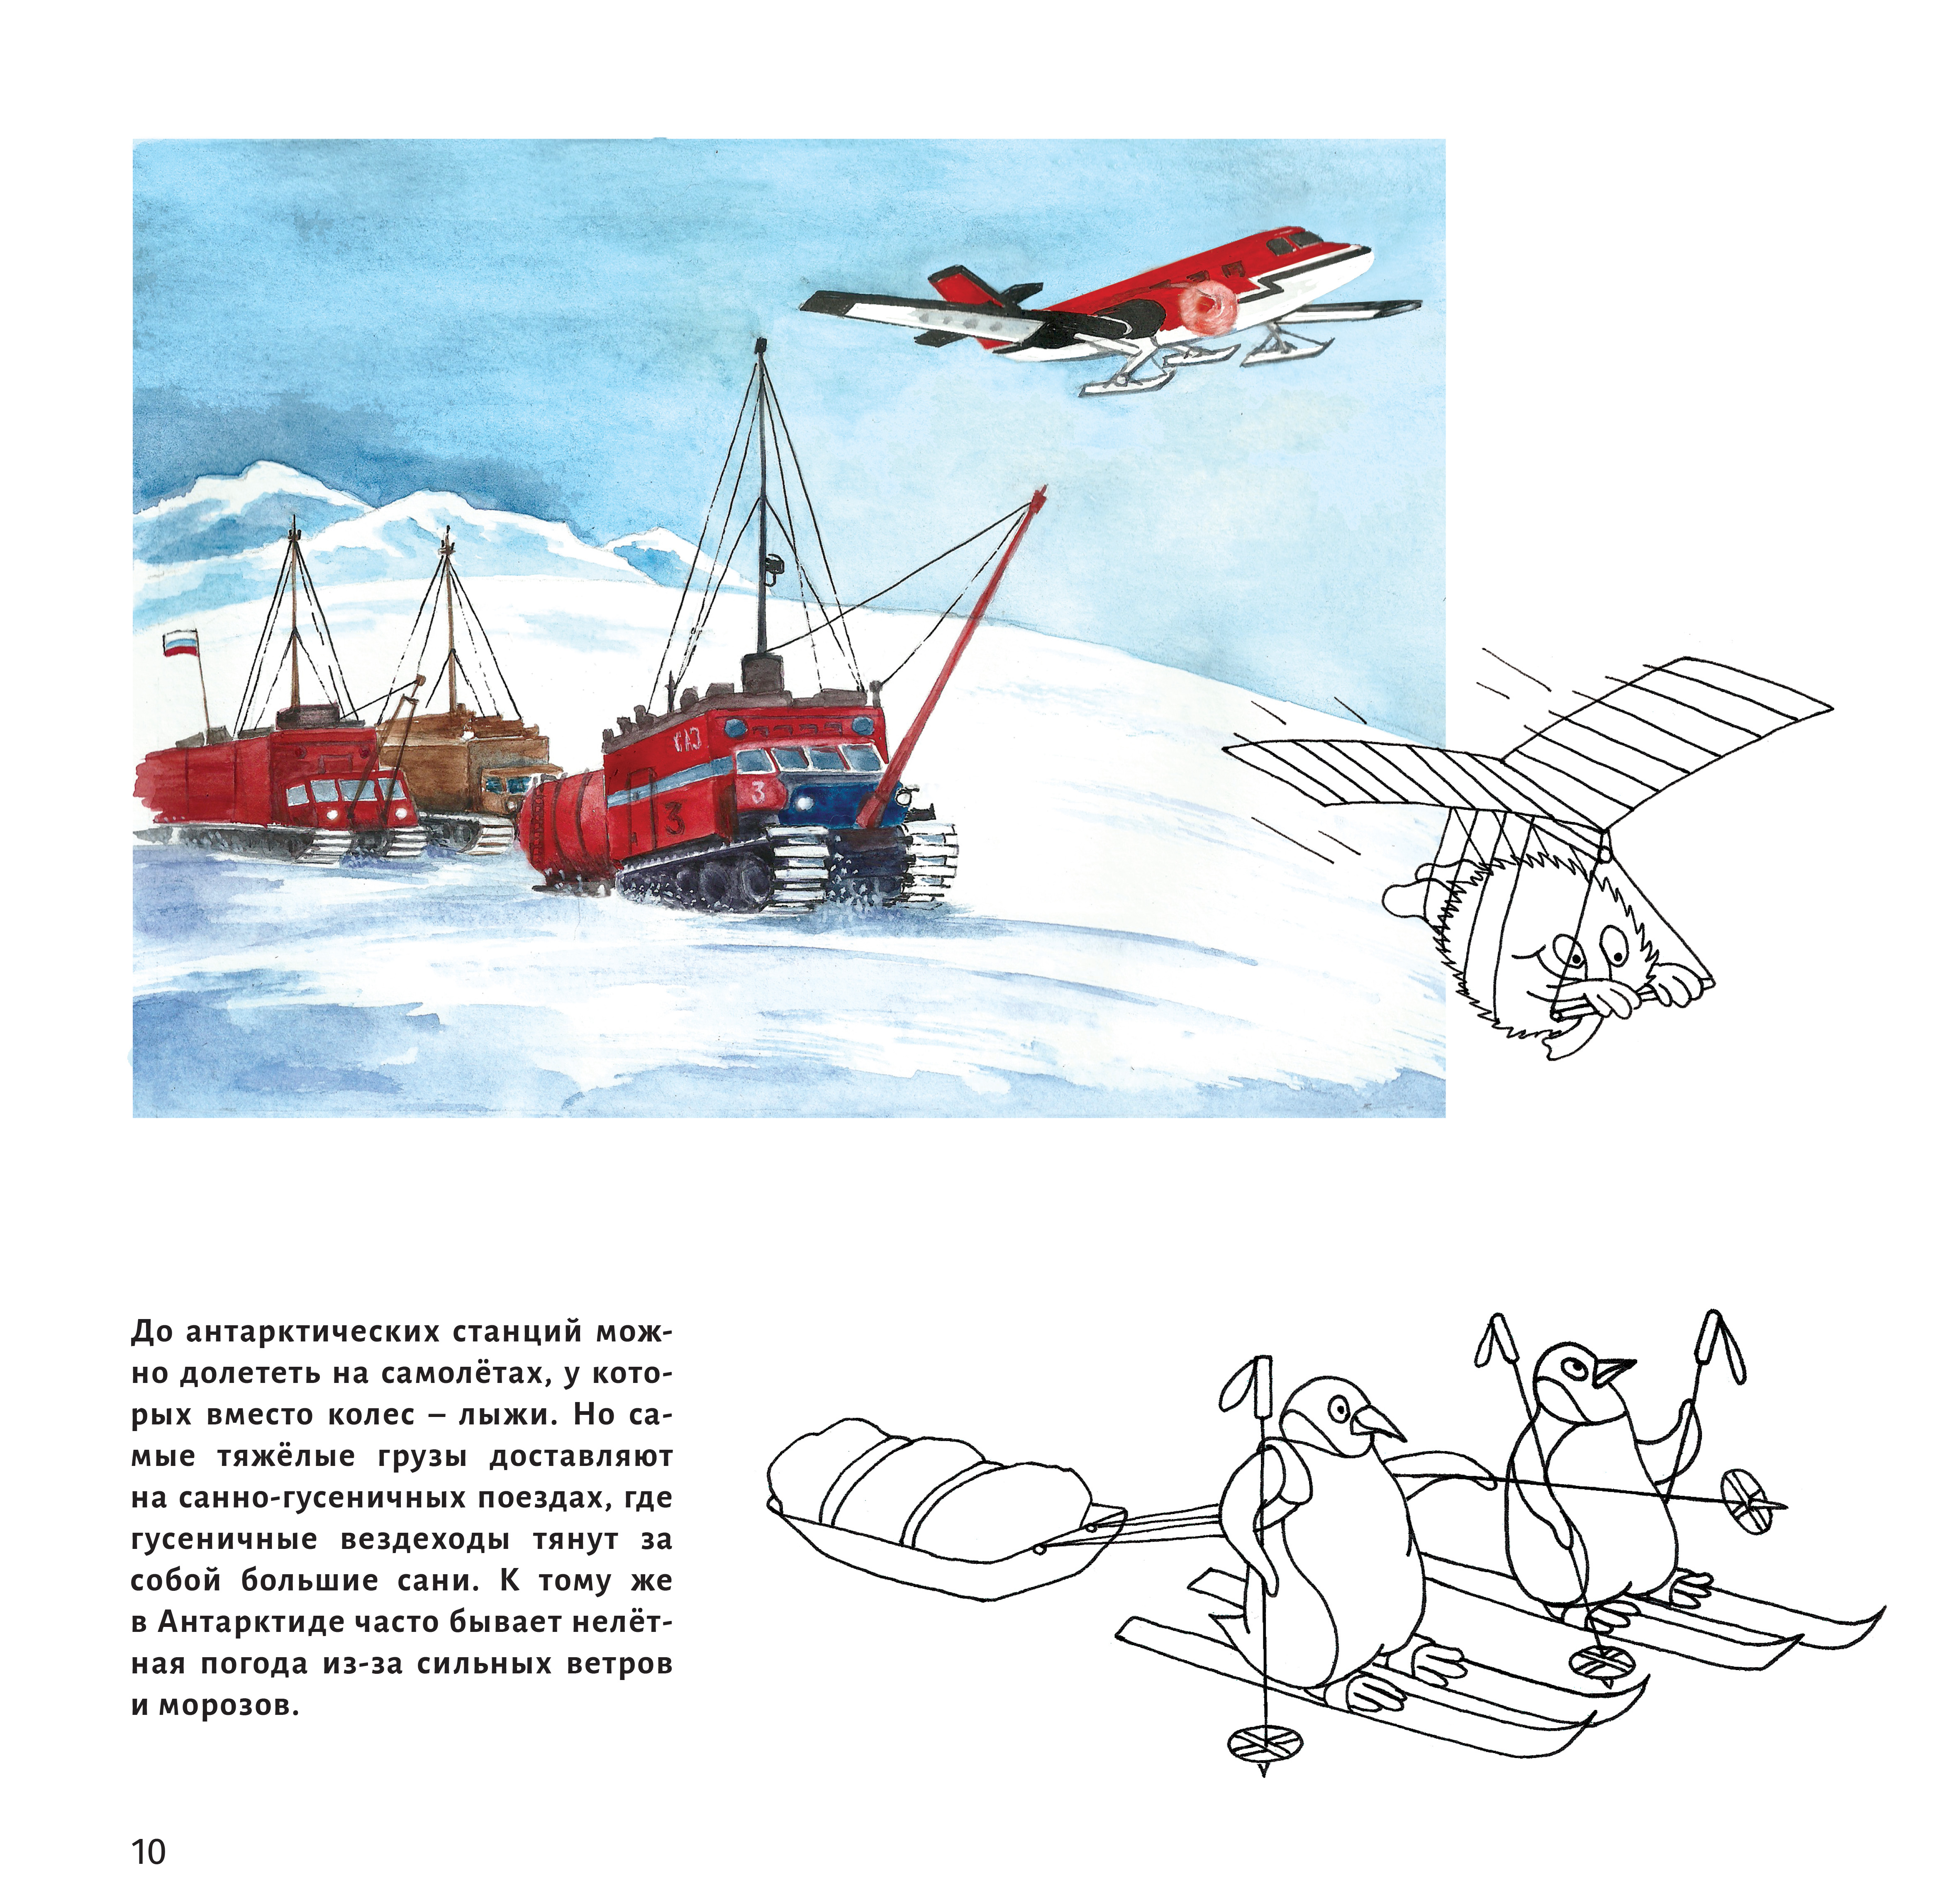 3
3
До антарктических станций мож-
но долететь на самолётах, у кото-
рых вместо колес – лыжи. Но са-
мые тяжёлые грузы доставляют
на санно-гусеничных поездах, где
гусеничные вездеходы тянут за
собой большие сани. К тому же
в Антарктиде часто бывает нелёт-
ная погода из-за сильных ветров
и морозов.
10